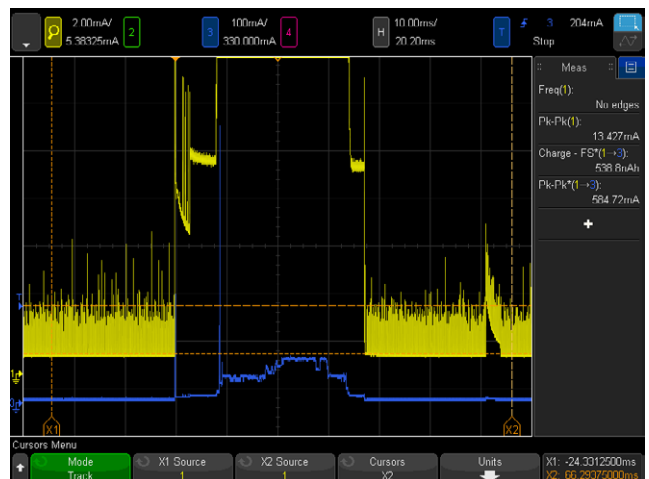 2.00mA/
5.38325mA
2
3
100mA/
330.000mA
4
H
10.00ms/
20.20ms
T
3
204mA
Stop
Meas
Freq(1):
No edges
Pk-Pk(1):
13.427mA
Charge - FS*(1→3):
538.8nAh
Pk-Pk*(1→3):
584.72mA
T
1
3
X1
X2
Cursors Menu
Mode
Track
X1 Source
1
X2 Source
1
Cursors
X2
Units
X1: -24.3312500ms
X2: 66.29375000ms